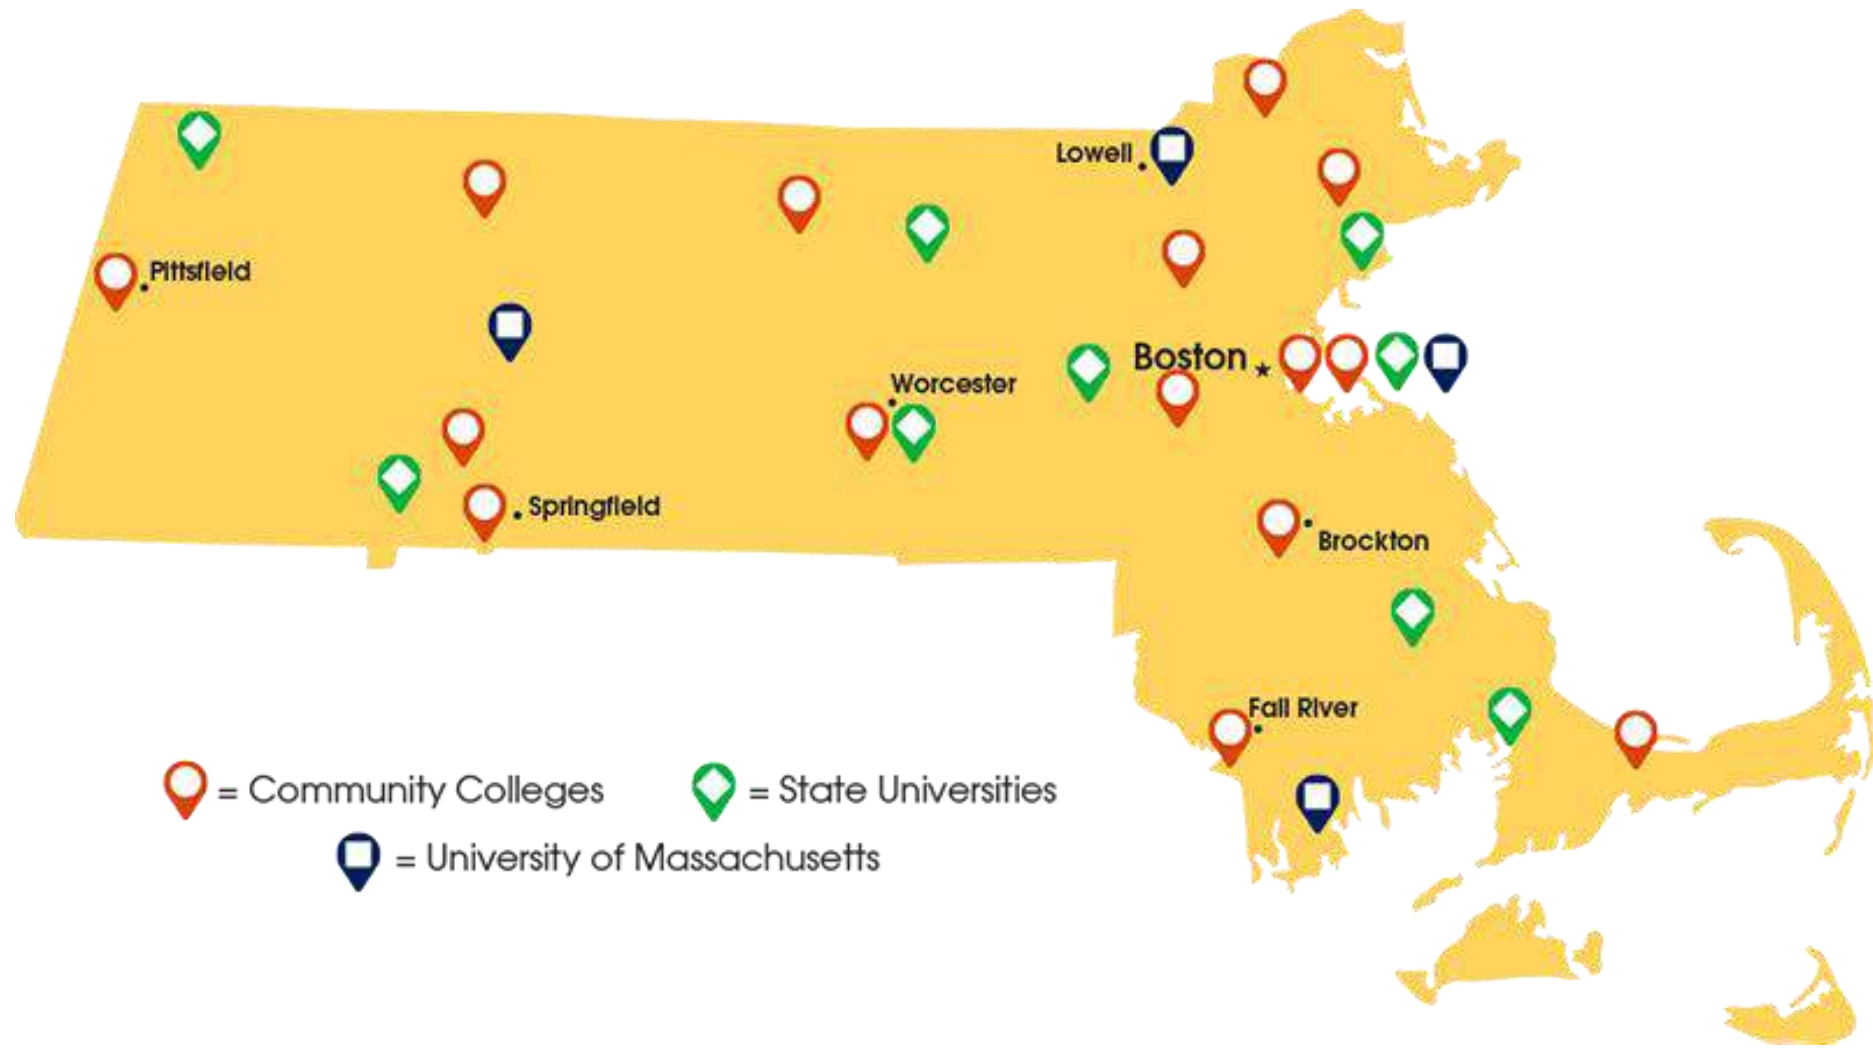 Lowell
Pittsfield
Boston
Worcester
Springfield
Brockton
Fall River
= Community Colleges
= State Universities
= University of Massachusetts